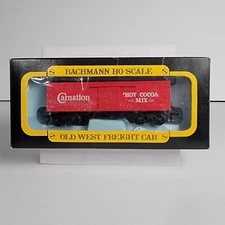 BACHMANN HO SCALE
Carnation
HOT COCOA
MIX
OLD WEST FREIGHT CAR